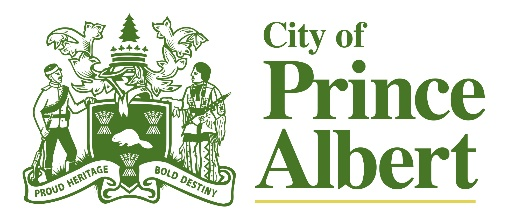 City of
Prince
Albert
PROUD HERITAGE BOLD DESTINY